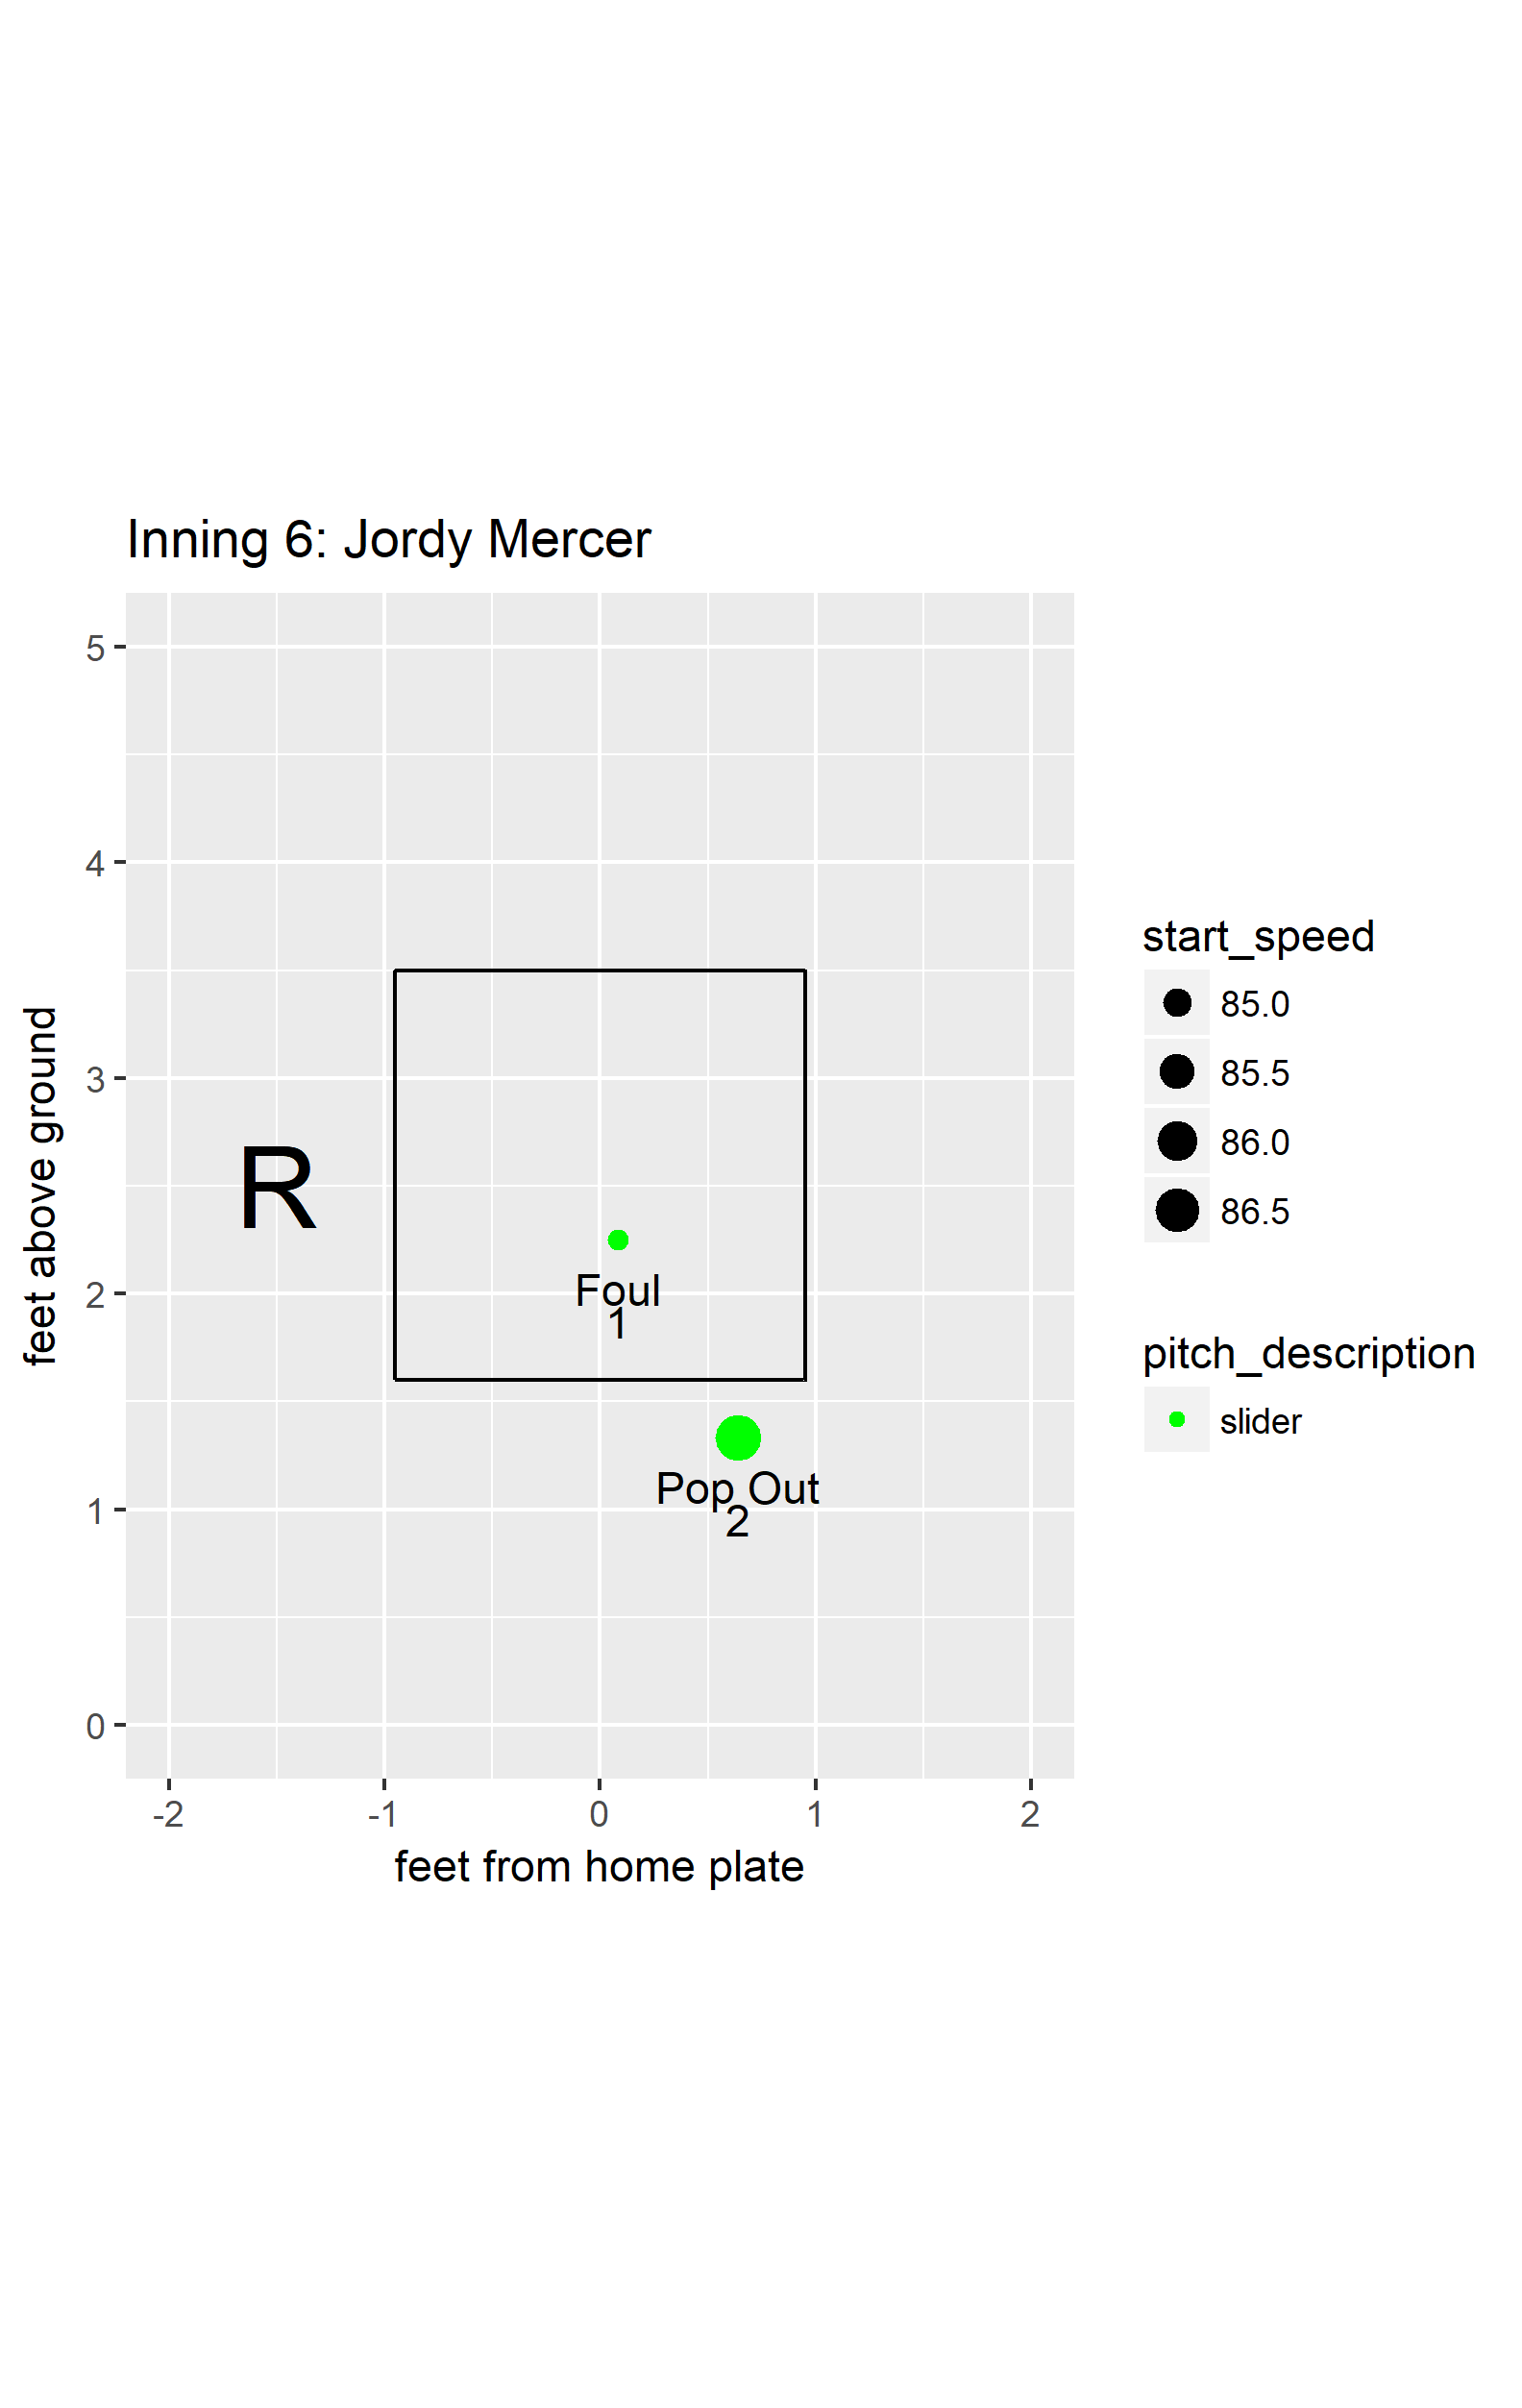 Inning 6: Jordy Mercer
5
4
3
2
1
0
feet above ground
R
Foul
1
Pop Out
2
-2
-1
0
1
2
feet from home plate
start_speed
85.0
85.5
86.0
86.5
pitch_description
slider